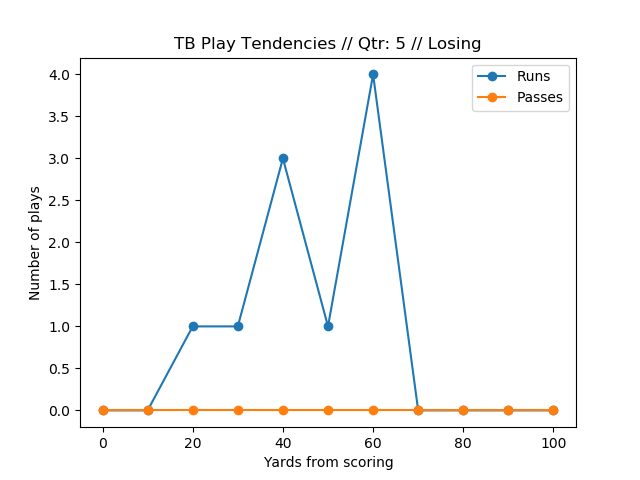 TB Play Tendencies // Qtr: 5 // Losing
Runs
Passes
4.0
3.5
3.0
2.5
2.0
1.5
1.0
0.5
0.0
Number of plays
0 20 40 60 80 100
Yards from scoring